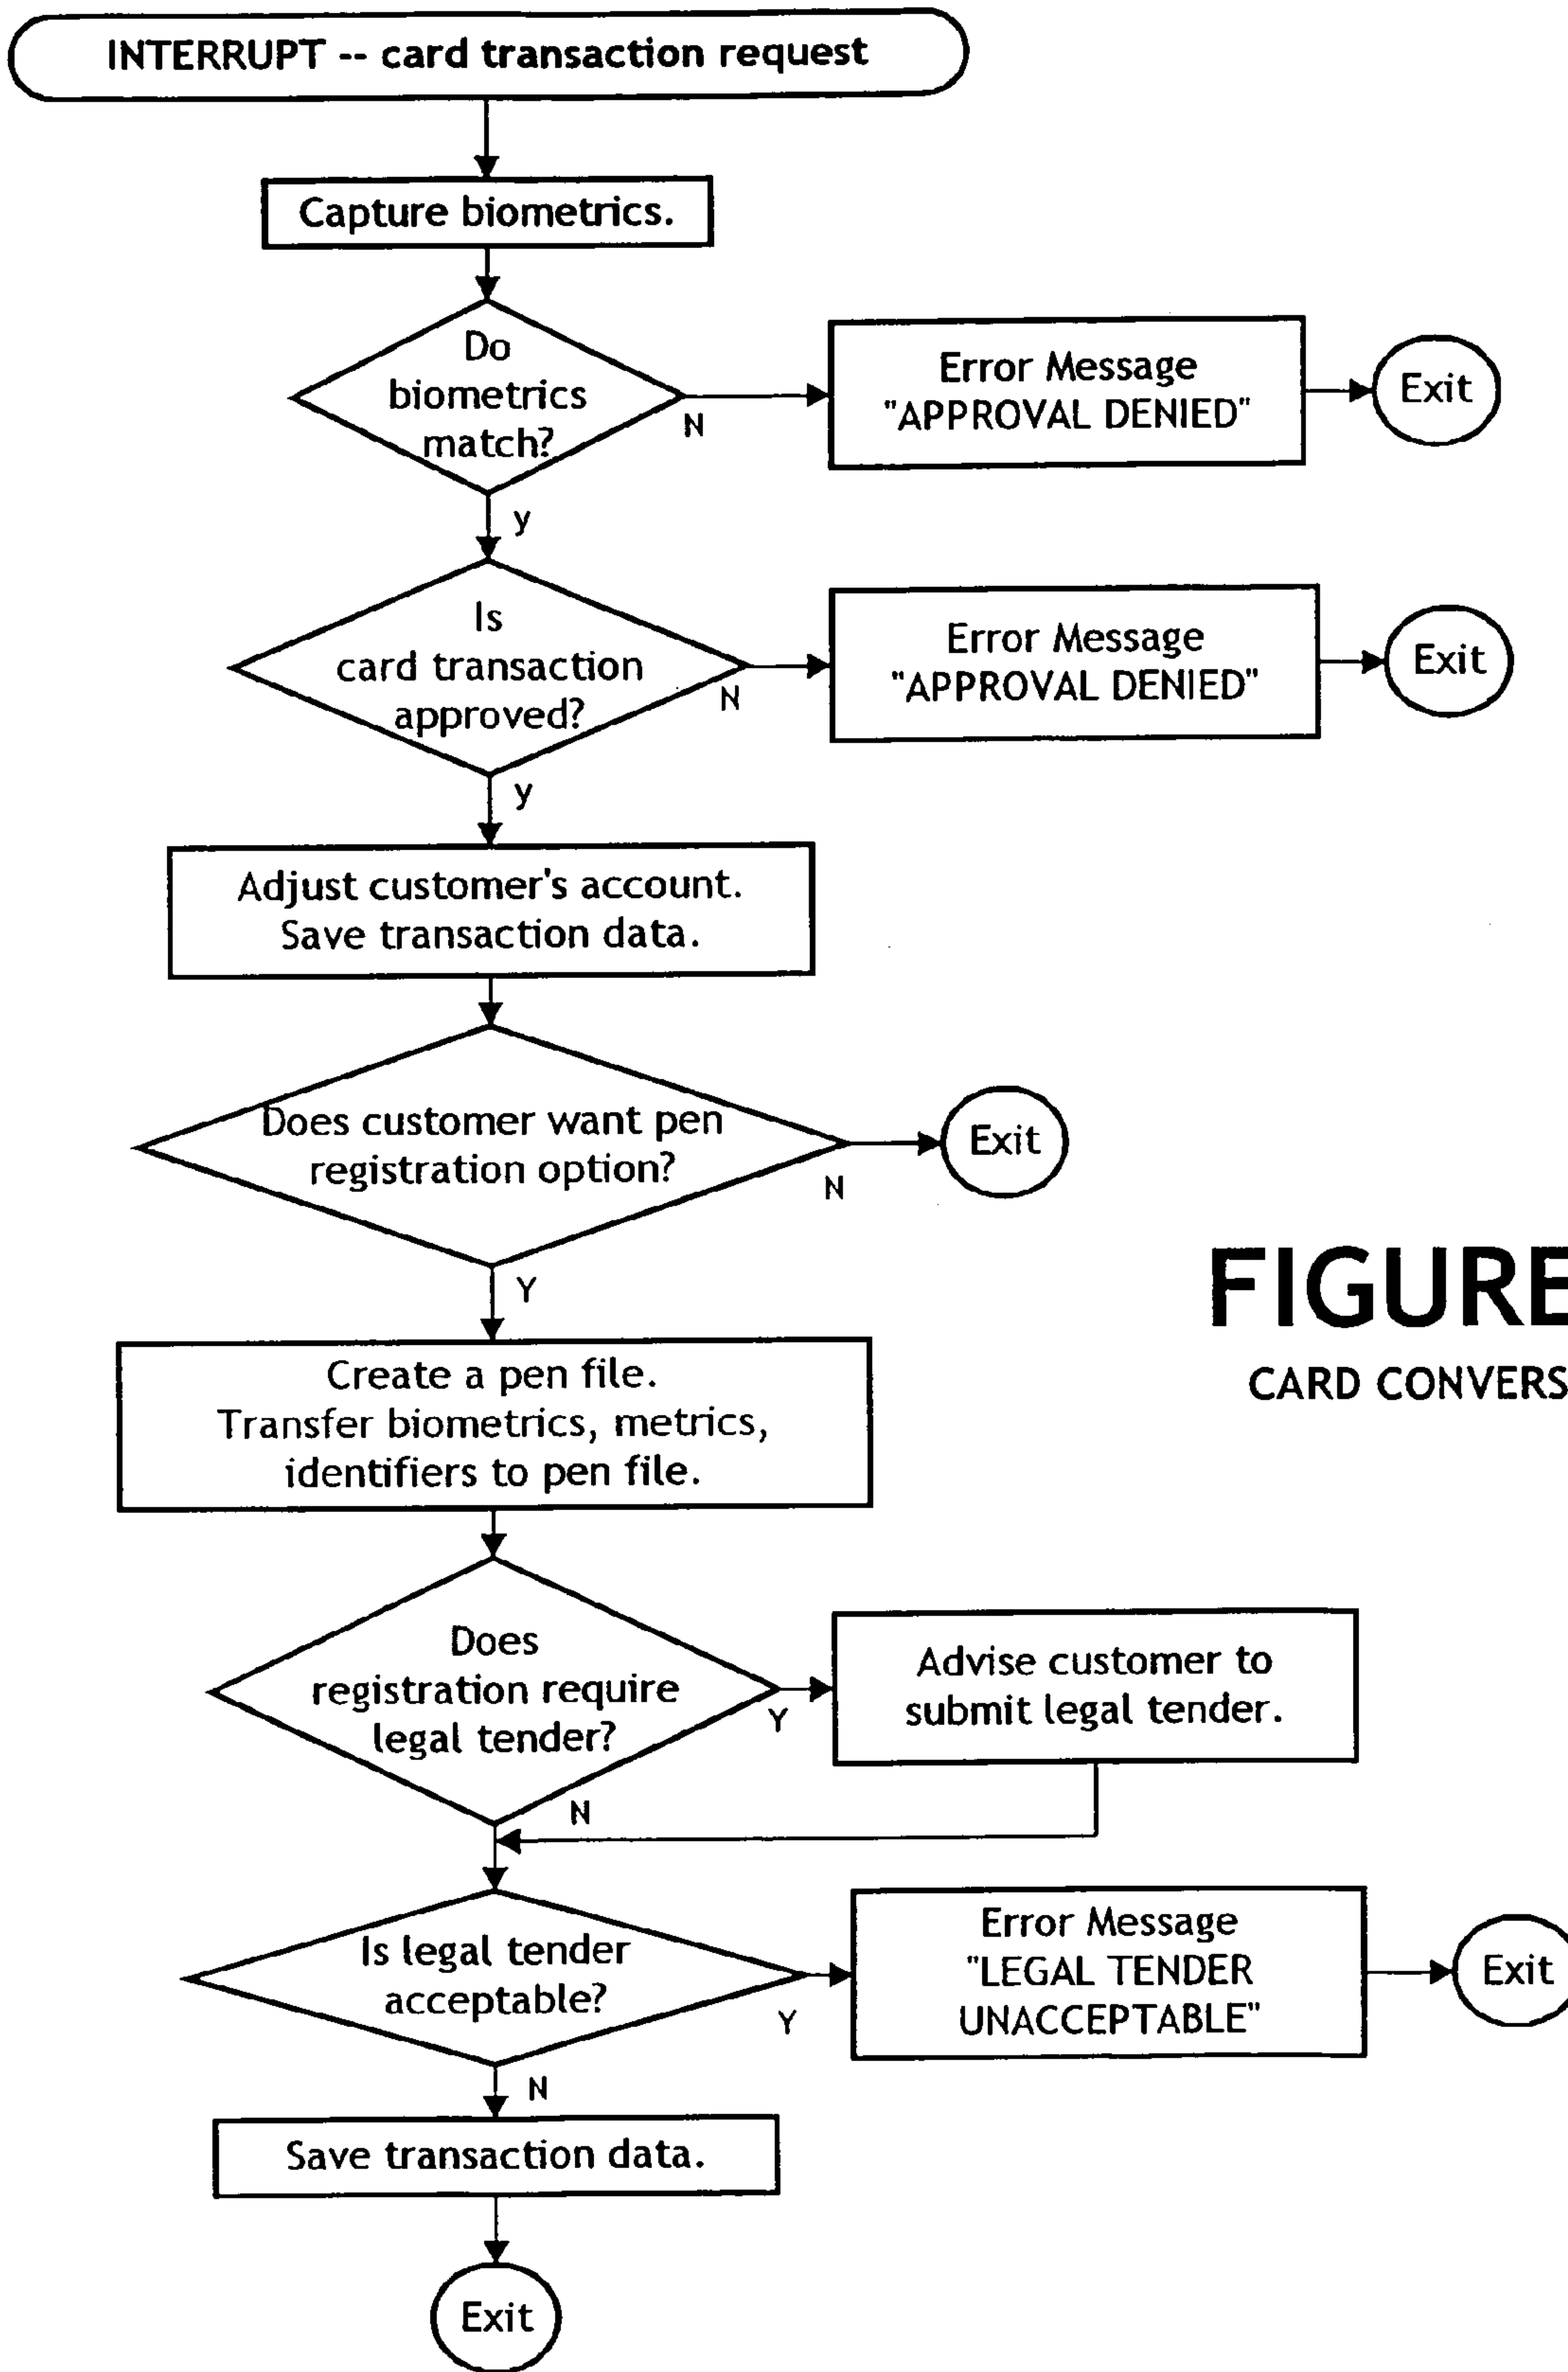 INTERRUPT -- card transaction request
Capture biometrics.
Do
biometrics
match?
N
Error Message
"APPROVAL DENIED"
Exit
y
Is
card transaction
approved?
N
Error Message
"APPROVAL DENIED"
Exit
y
Adjust customer's account.
Save transaction data.
Does customer want pen
registration option?
N
Exit
Y
FIGURE
CARD CONVERS
Create a pen file.
Transfer biometrics, metrics,
identifiers to pen file.
Does
registration require
legal tender?
Y
Advise customer to
submit legal tender.
N
Is legal tender
acceptable?
Y
Error Message
"LEGAL TENDER
UNACCEPTABLE"
Exit
N
Save transaction data.
Exit